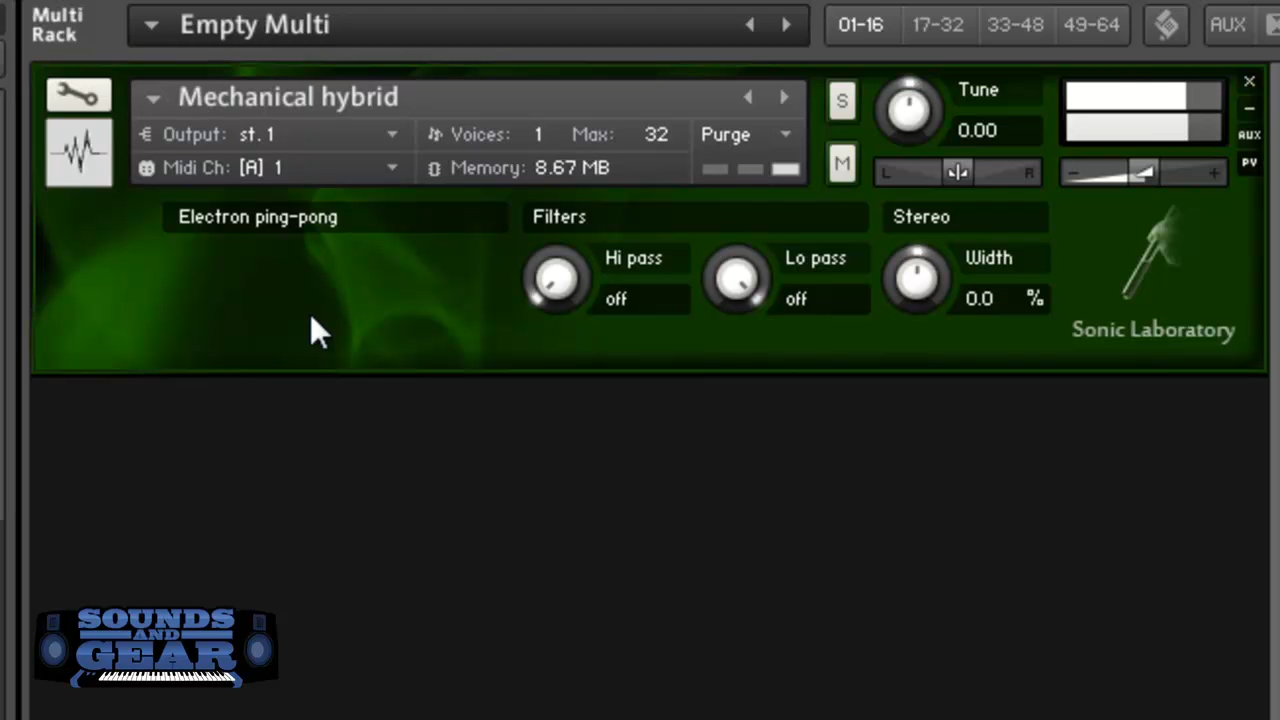 Multi Rack
Empty Multi
01-16 17-32 33-48 49-64 AUX
Mechanical hybrid
S
Tune
0.00
Output: st. 1
Voices: 1 Max: 32
Purge
AUX
PV
Midi Ch: [A] 1
Memory: 8.67 MB
M
L R
- +
Electron ping-pong
Filters
Stereo
Hi pass
off
Lo pass
off
Width
0.0 %
Sonic Laboratory
SOUNDS
AND
GEAR